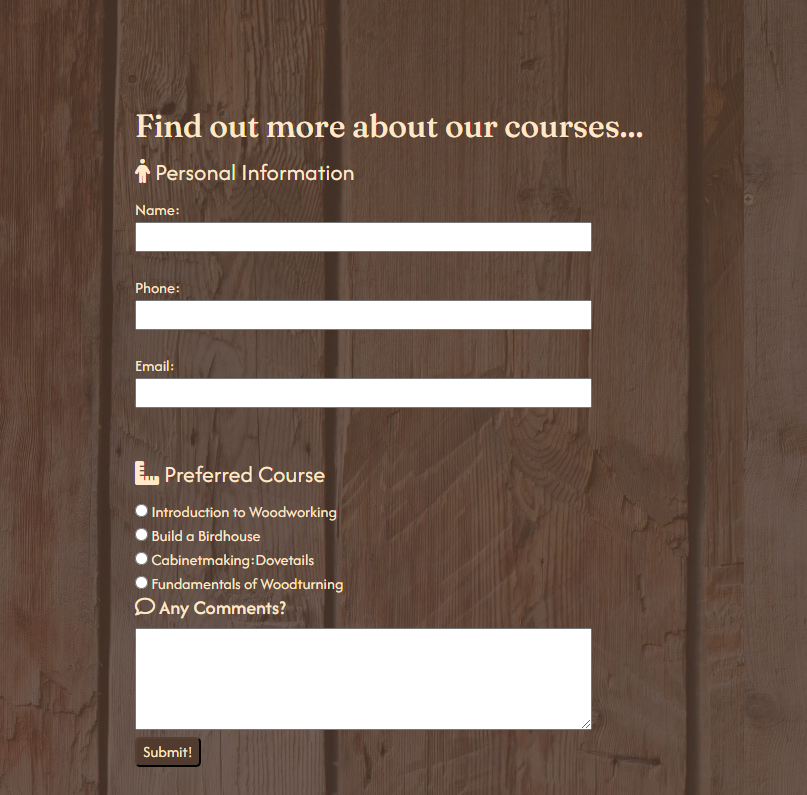 Find out more about our courses...
Personal Information
Name:
Phone:
Email:
Preferred Course
Introduction to Woodworking
Build a Birdhouse
Cabinetmaking:Dovetails
Fundamentals of Woodturning
Any Comments?
Submit!